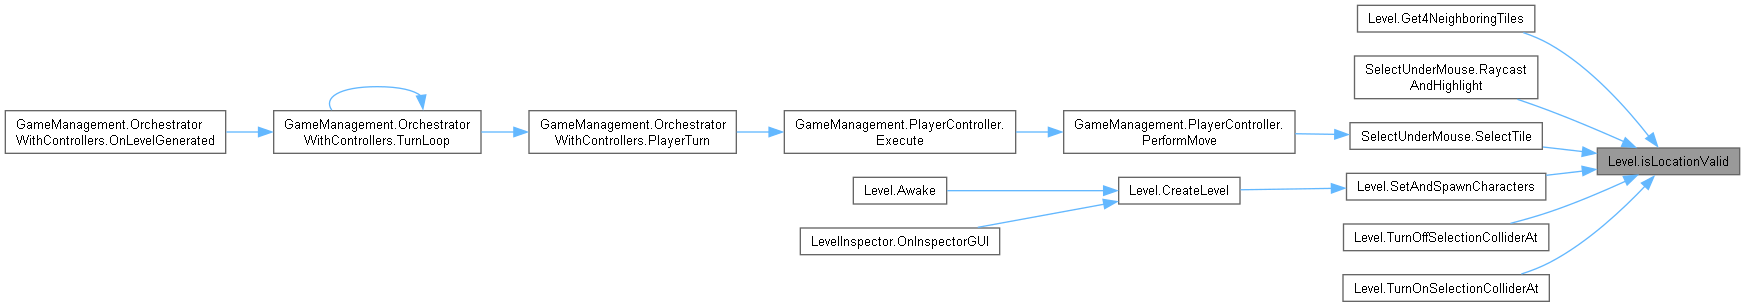 GameManagement.Orchestrator
WithControllers.OnLevelGenerated
GameManagement.Orchestrator
WithControllers.TurnLoop
GameManagement.Orchestrator
WithControllers.PlayerTurn
GameManagement.PlayerController.
Execute
GameManagement.PlayerController.
PerformMove
Level.Get4NeighboringTiles
SelectUnderMouse.Raycast
AndHighlight
SelectUnderMouse.SelectTile
Level.isLocationValid
Level.Awake
Level.CreateLevel
Level.SetAndSpawnCharacters
LevelInspector.OnInspectorGUI
Level.TurnOffSelectionColliderAt
Level.TurnOnSelectionColliderAt